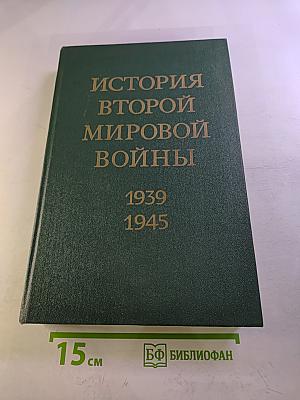 ИСТОРИЯ
ВТОРОЙ
МИРОВОЙ
ВОЙНЫ
1939
1945
15 см
БФ БИБЛИОФАН